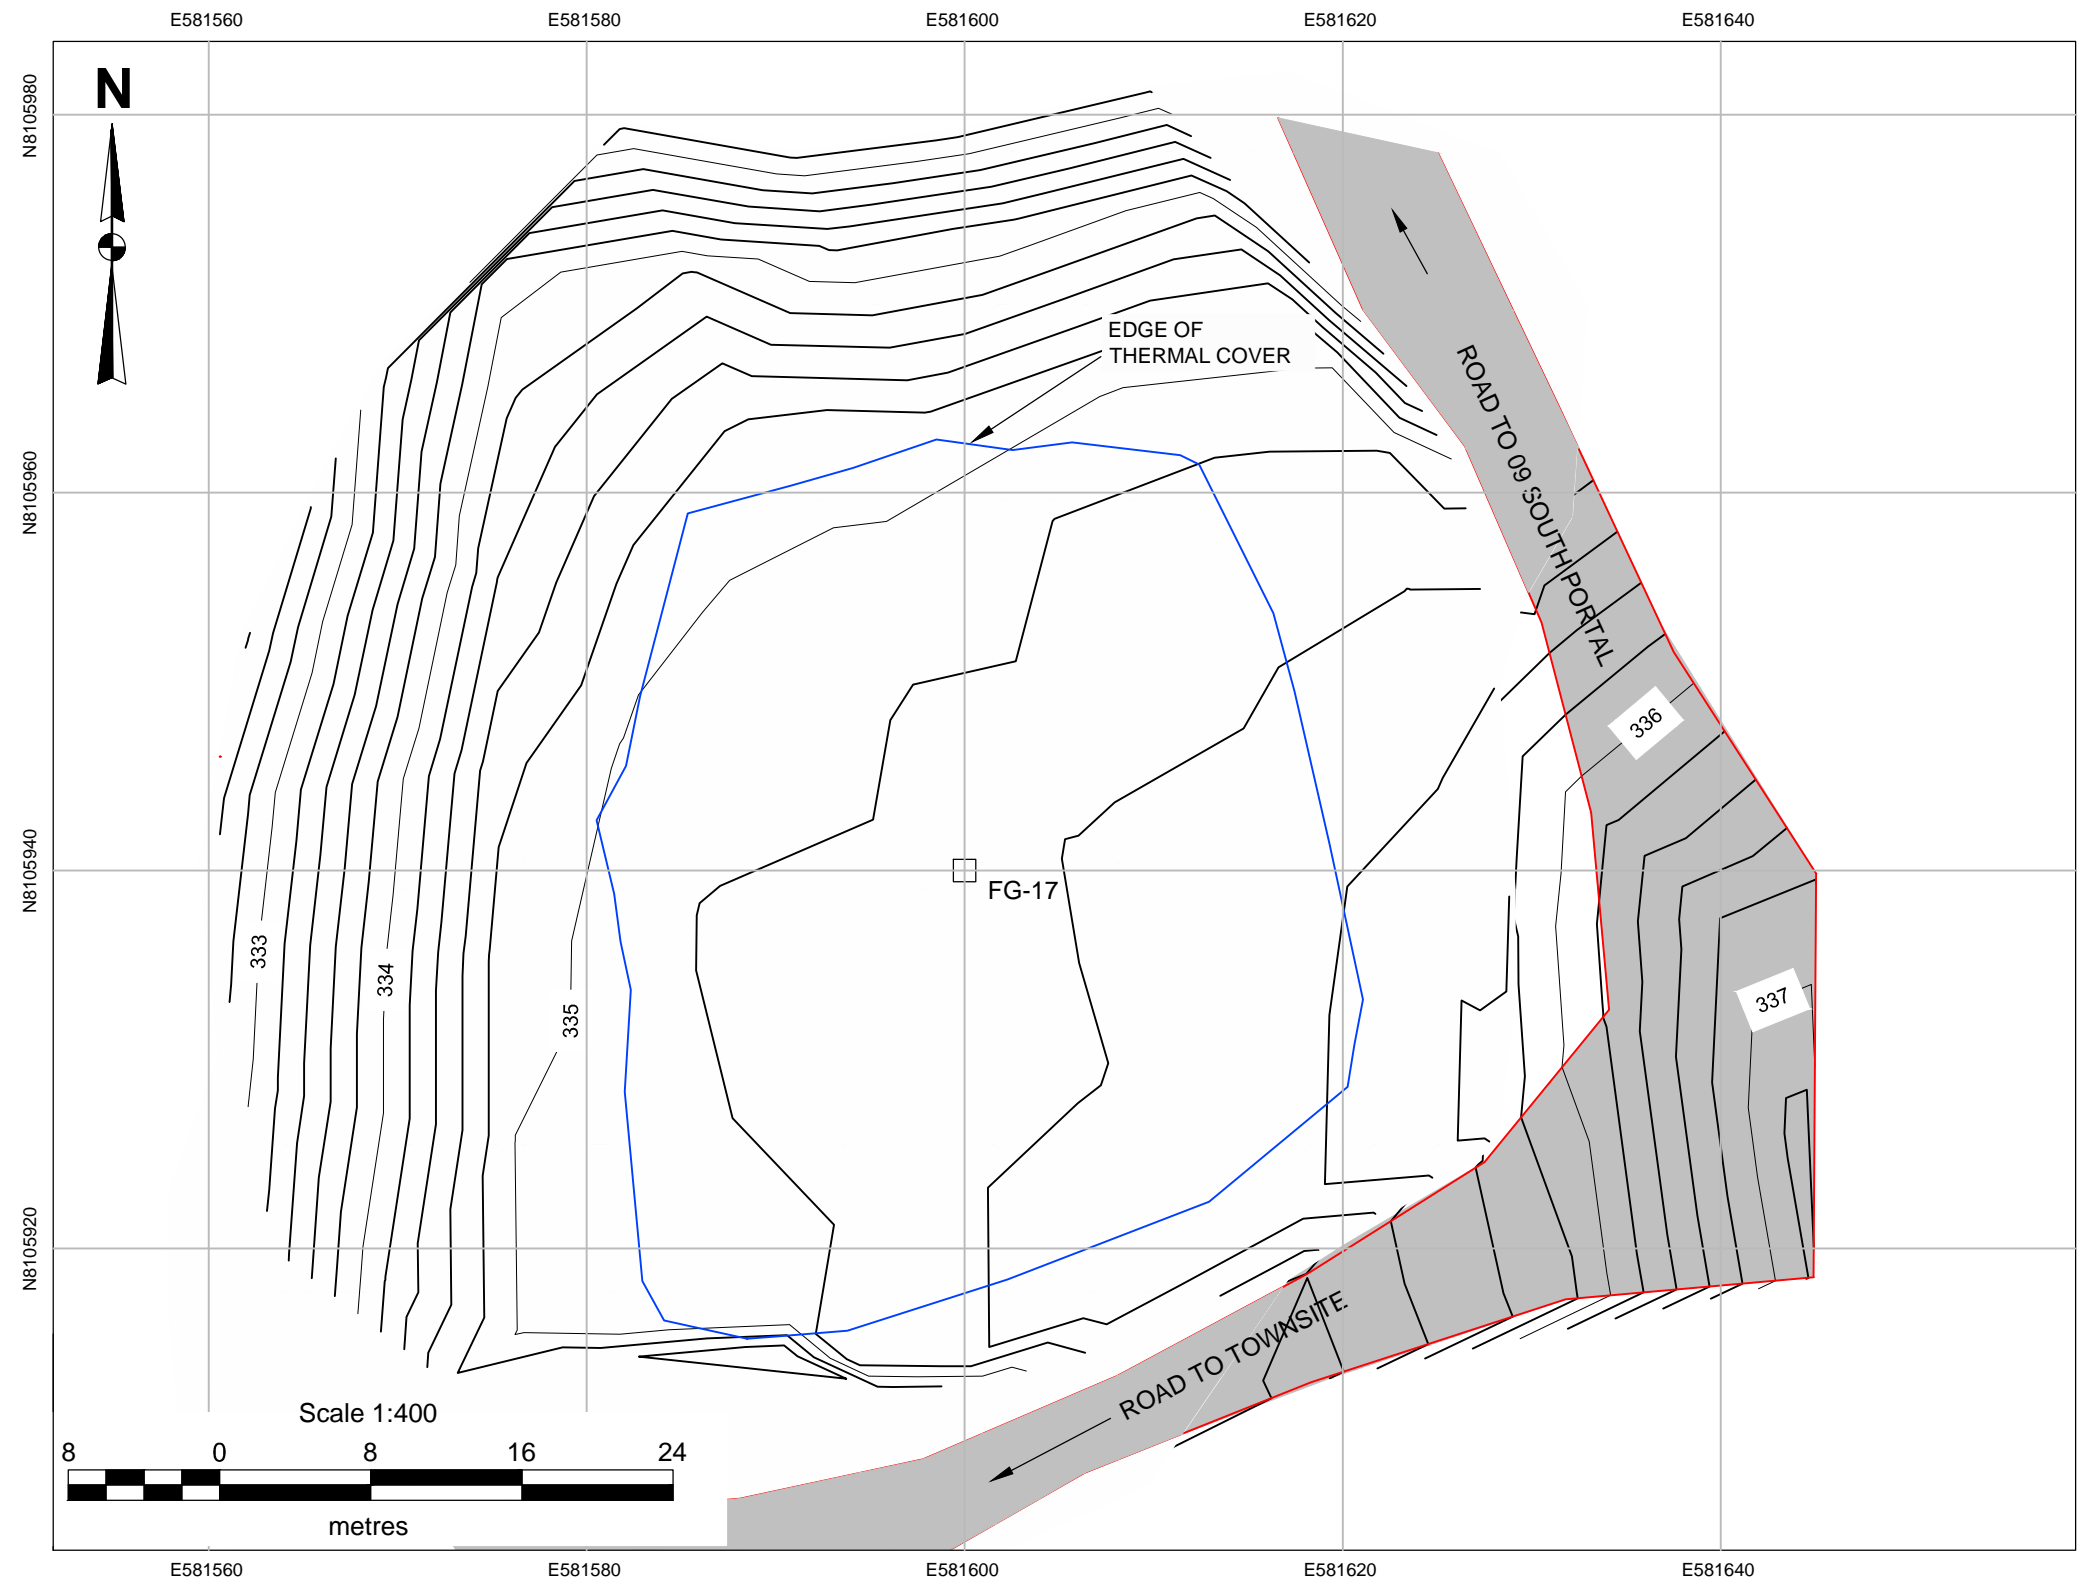 E581560 E581580 E581600 E581620 E581640
N8105980
N
EDGE OF
THERMAL COVER
ROAD TO 09 SOUTH PORTAL
N8105960
336
N8105940
FG-17
333
334
335
337
N8105920
ROAD TO TOWNSITE
Scale 1:400
8 0 8 16 24
metres
E581560 E581580 E581600 E581620 E581640